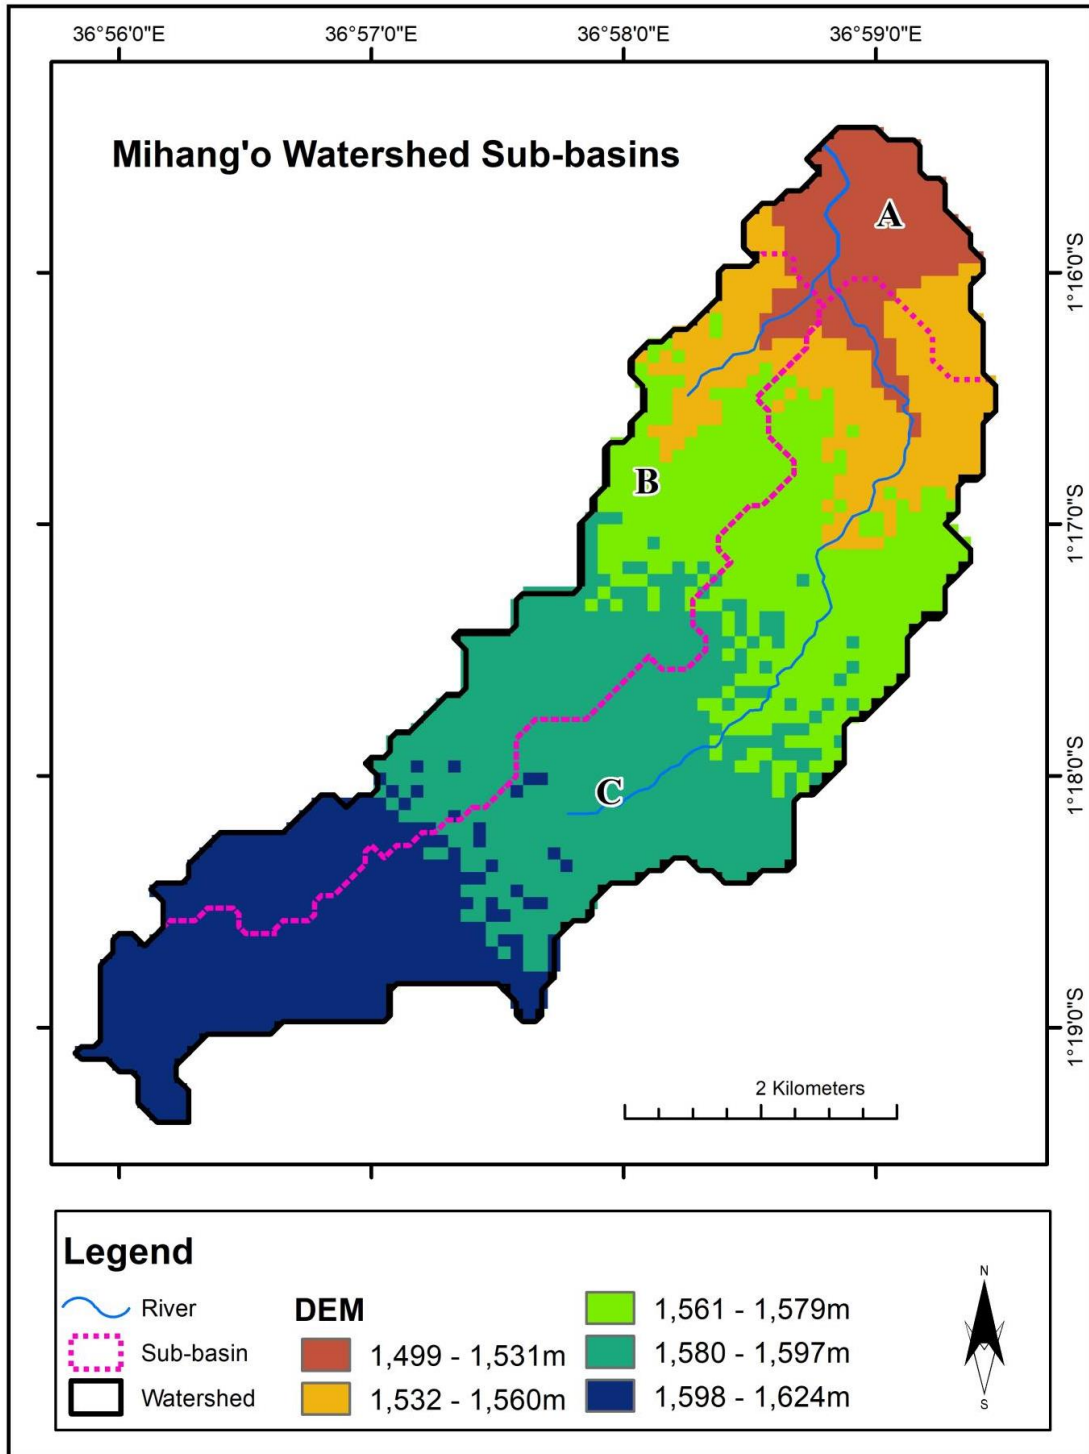 36°56'0"E 36°57'0"E 36°58'0"E 36°59'0"E
Mihang'o Watershed Sub-basins
A
1°16'0"S
B
1°17'0"S
C
1°18'0"S
1°19'0"S
2 Kilometers
Legend
River
Sub-basin
Watershed
DEM
1,499 - 1,531m
1,532 - 1,560m
1,561 - 1,579m
1,580 - 1,597m
1,598 - 1,624m
N
S